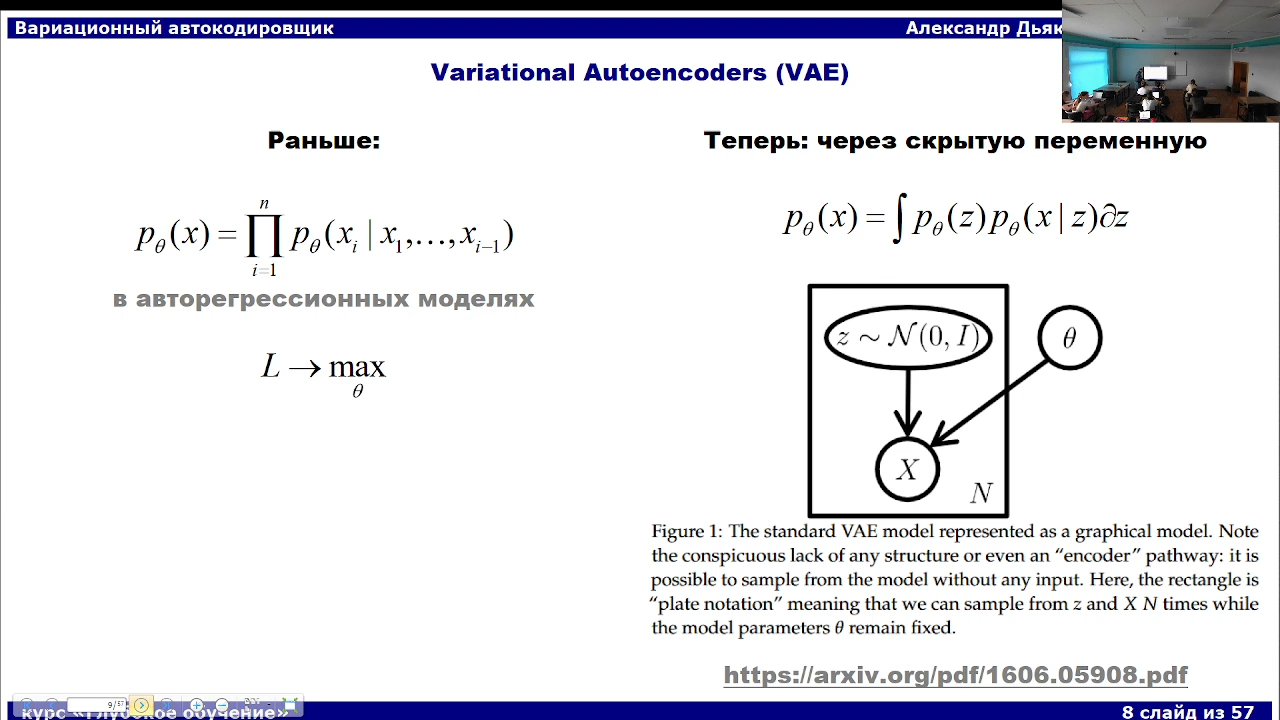 Вариационный автокодировщик
Александр Дьяк
Variational Autoencoders (VAE)
Раньше:
p_θ(x) = ∏_{i=1}^{n} p_θ(x_i | x_1,…,x_{i−1})
в авторегрессионных моделях
L → max_θ
Теперь: через скрытую переменную
p_θ(x) = ∫ p_θ(z) p_θ(x | z)∂z
z ∼ N(0, I)
θ
X
N
Figure 1: The standard VAE model represented as a graphical model. Note
the conspicuous lack of any structure or even an “encoder” pathway: it is
possible to sample from the model without any input. Here, the rectangle is
“plate notation” meaning that we can sample from z and X N times while
the model parameters θ remain fixed.
https://arxiv.org/pdf/1606.05908.pdf
9/57
курс «Глубокое обучение»
8 слайд из 57